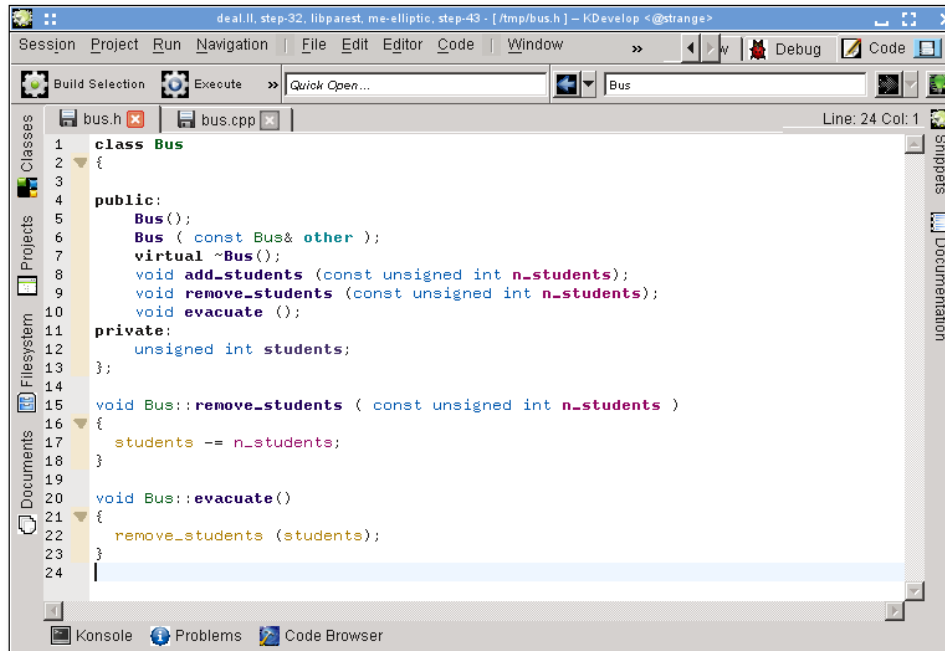 deal.II, step-32, libparest, me-elliptic, step-43 - [ /tmp/bus.h ] – KDevelop <@strange>
Session Project Run Navigation File Edit Editor Code Window » w Debug Code
Build Selection Execute » Quick Open... Bus
bus.h bus.cpp Line: 24 Col: 1
Classes
Projects
Filesystem
Documents
Snippets
Documentation
1 class Bus
2 {
3
4 public:
5 Bus();
6 Bus ( const Bus& other );
7 virtual ~Bus();
8 void add_students (const unsigned int n_students);
9 void remove_students (const unsigned int n_students);
10 void evacuate ();
11 private:
12 unsigned int students;
13 };
14
15 void Bus::remove_students ( const unsigned int n_students )
16 {
17 students -= n_students;
18 }
19
20 void Bus::evacuate()
21 {
22 remove_students (students);
23 }
24
Konsole Problems Code Browser